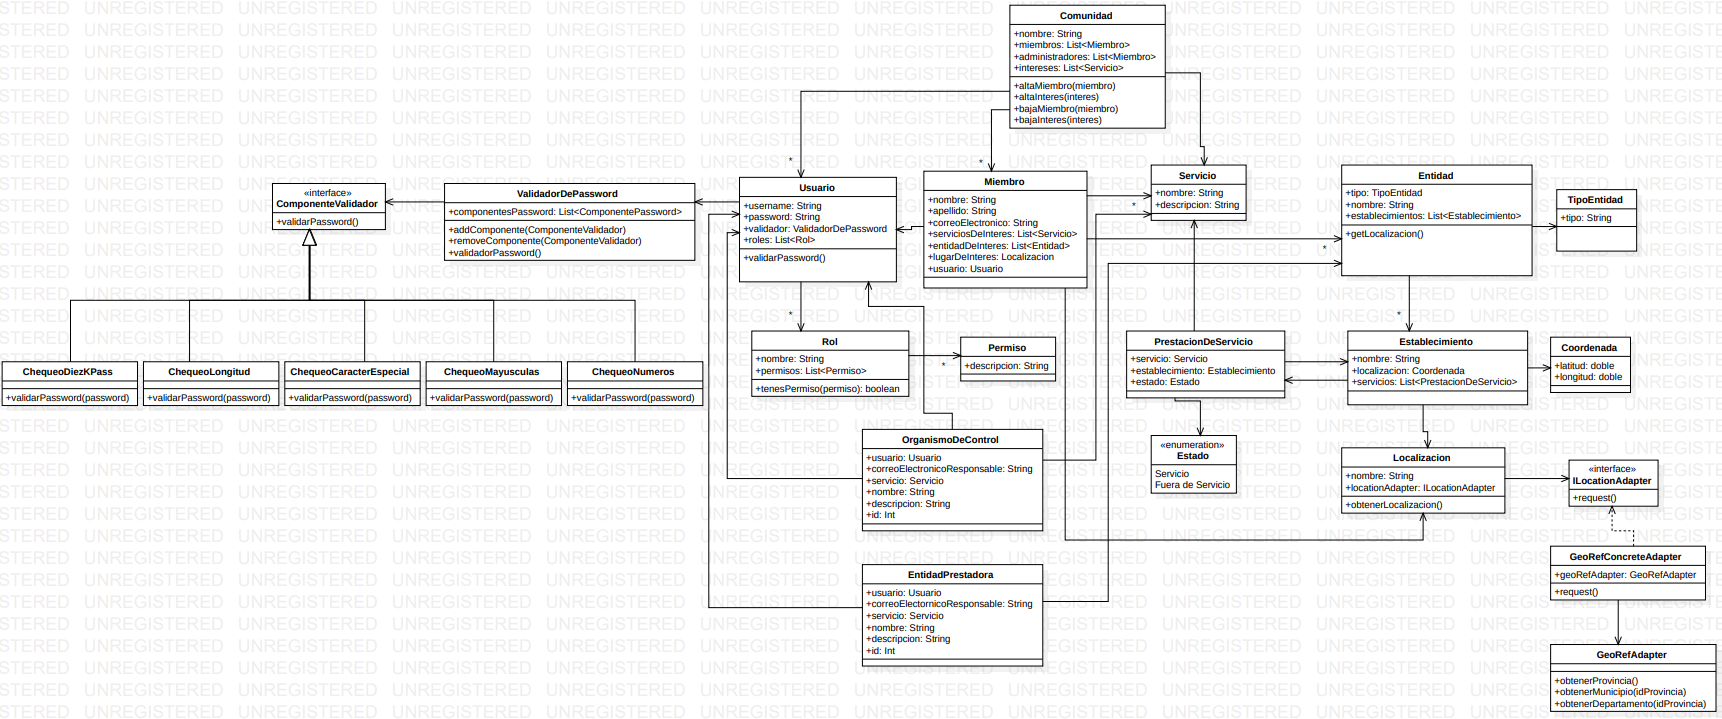 Comunidad
+nombre: String
+miembros: List<Miembro>
+administradores: List<Miembro>
+intereses: List<Servicio>
+altaMiembro(miembro)
+altaInteres(interes)
+bajaMiembro(miembro)
+bajaInteres(interes)
«interface»
ComponenteValidador
+validarPassword()
ValidadorDePassword
+componentesPassword: List<ComponentePassword>
+addComponente(ComponenteValidador)
+removeComponente(ComponenteValidador)
+validadorPassword()
*
Usuario
+username: String
+password: String
+validador: ValidadorDePassword
+roles: List<Rol>
+validarPassword()
*
Miembro
+nombre: String
+apellido: String
+correoElectronico: String
+serviciosDeInteres: List<Servicio>
+entidadDeInteres: List<Entidad>
+lugarDeInteres: Localizacion
+usuario: Usuario
*
Servicio
+nombre: String
+descripcion: String
*
Entidad
+tipo: TipoEntidad
+nombre: String
+establecimientos: List<Establecimiento>
+getLocalizacion()
TipoEntidad
+tipo: String
ChequeoDiezKPass
+validarPassword(password)
ChequeoLongitud
+validarPassword(password)
ChequeoCaracterEspecial
+validarPassword(password)
ChequeoMayusculas
+validarPassword(password)
ChequeoNumeros
+validarPassword(password)
*
Rol
+nombre: String
+permisos: List<Permiso>
+tenesPermiso(permiso): boolean
*
Permiso
+descripcion: String
PrestacionDeServicio
+servicio: Servicio
+establecimiento: Establecimiento
+estado: Estado
*
Establecimiento
+nombre: String
+localizacion: Coordenada
+servicios: List<PrestacionDeServicio>
Coordenada
+latitud: doble
+longitud: doble
OrganismoDeControl
+usuario: Usuario
+correoElectronicoResponsable: String
+servicio: Servicio
+nombre: String
+descripcion: String
+id: Int
«enumeration»
Estado
Servicio
Fuera de Servicio
Localizacion
+nombre: String
+locationAdapter: ILocationAdapter
+obtenerLocalizacion()
«interface»
ILocationAdapter
+request()
EntidadPrestadora
+usuario: Usuario
+correoElectornicoResponsable: String
+servicio: Servicio
+nombre: String
+descripcion: String
+id: Int
GeoRefConcreteAdapter
+geoRefAdapter: GeoRefAdapter
+request()
GeoRefAdapter
+obtenerProvincia()
+obtenerMunicipio(idProvincia)
+obtenerDepartamento(idProvincia)
UNREGISTERED